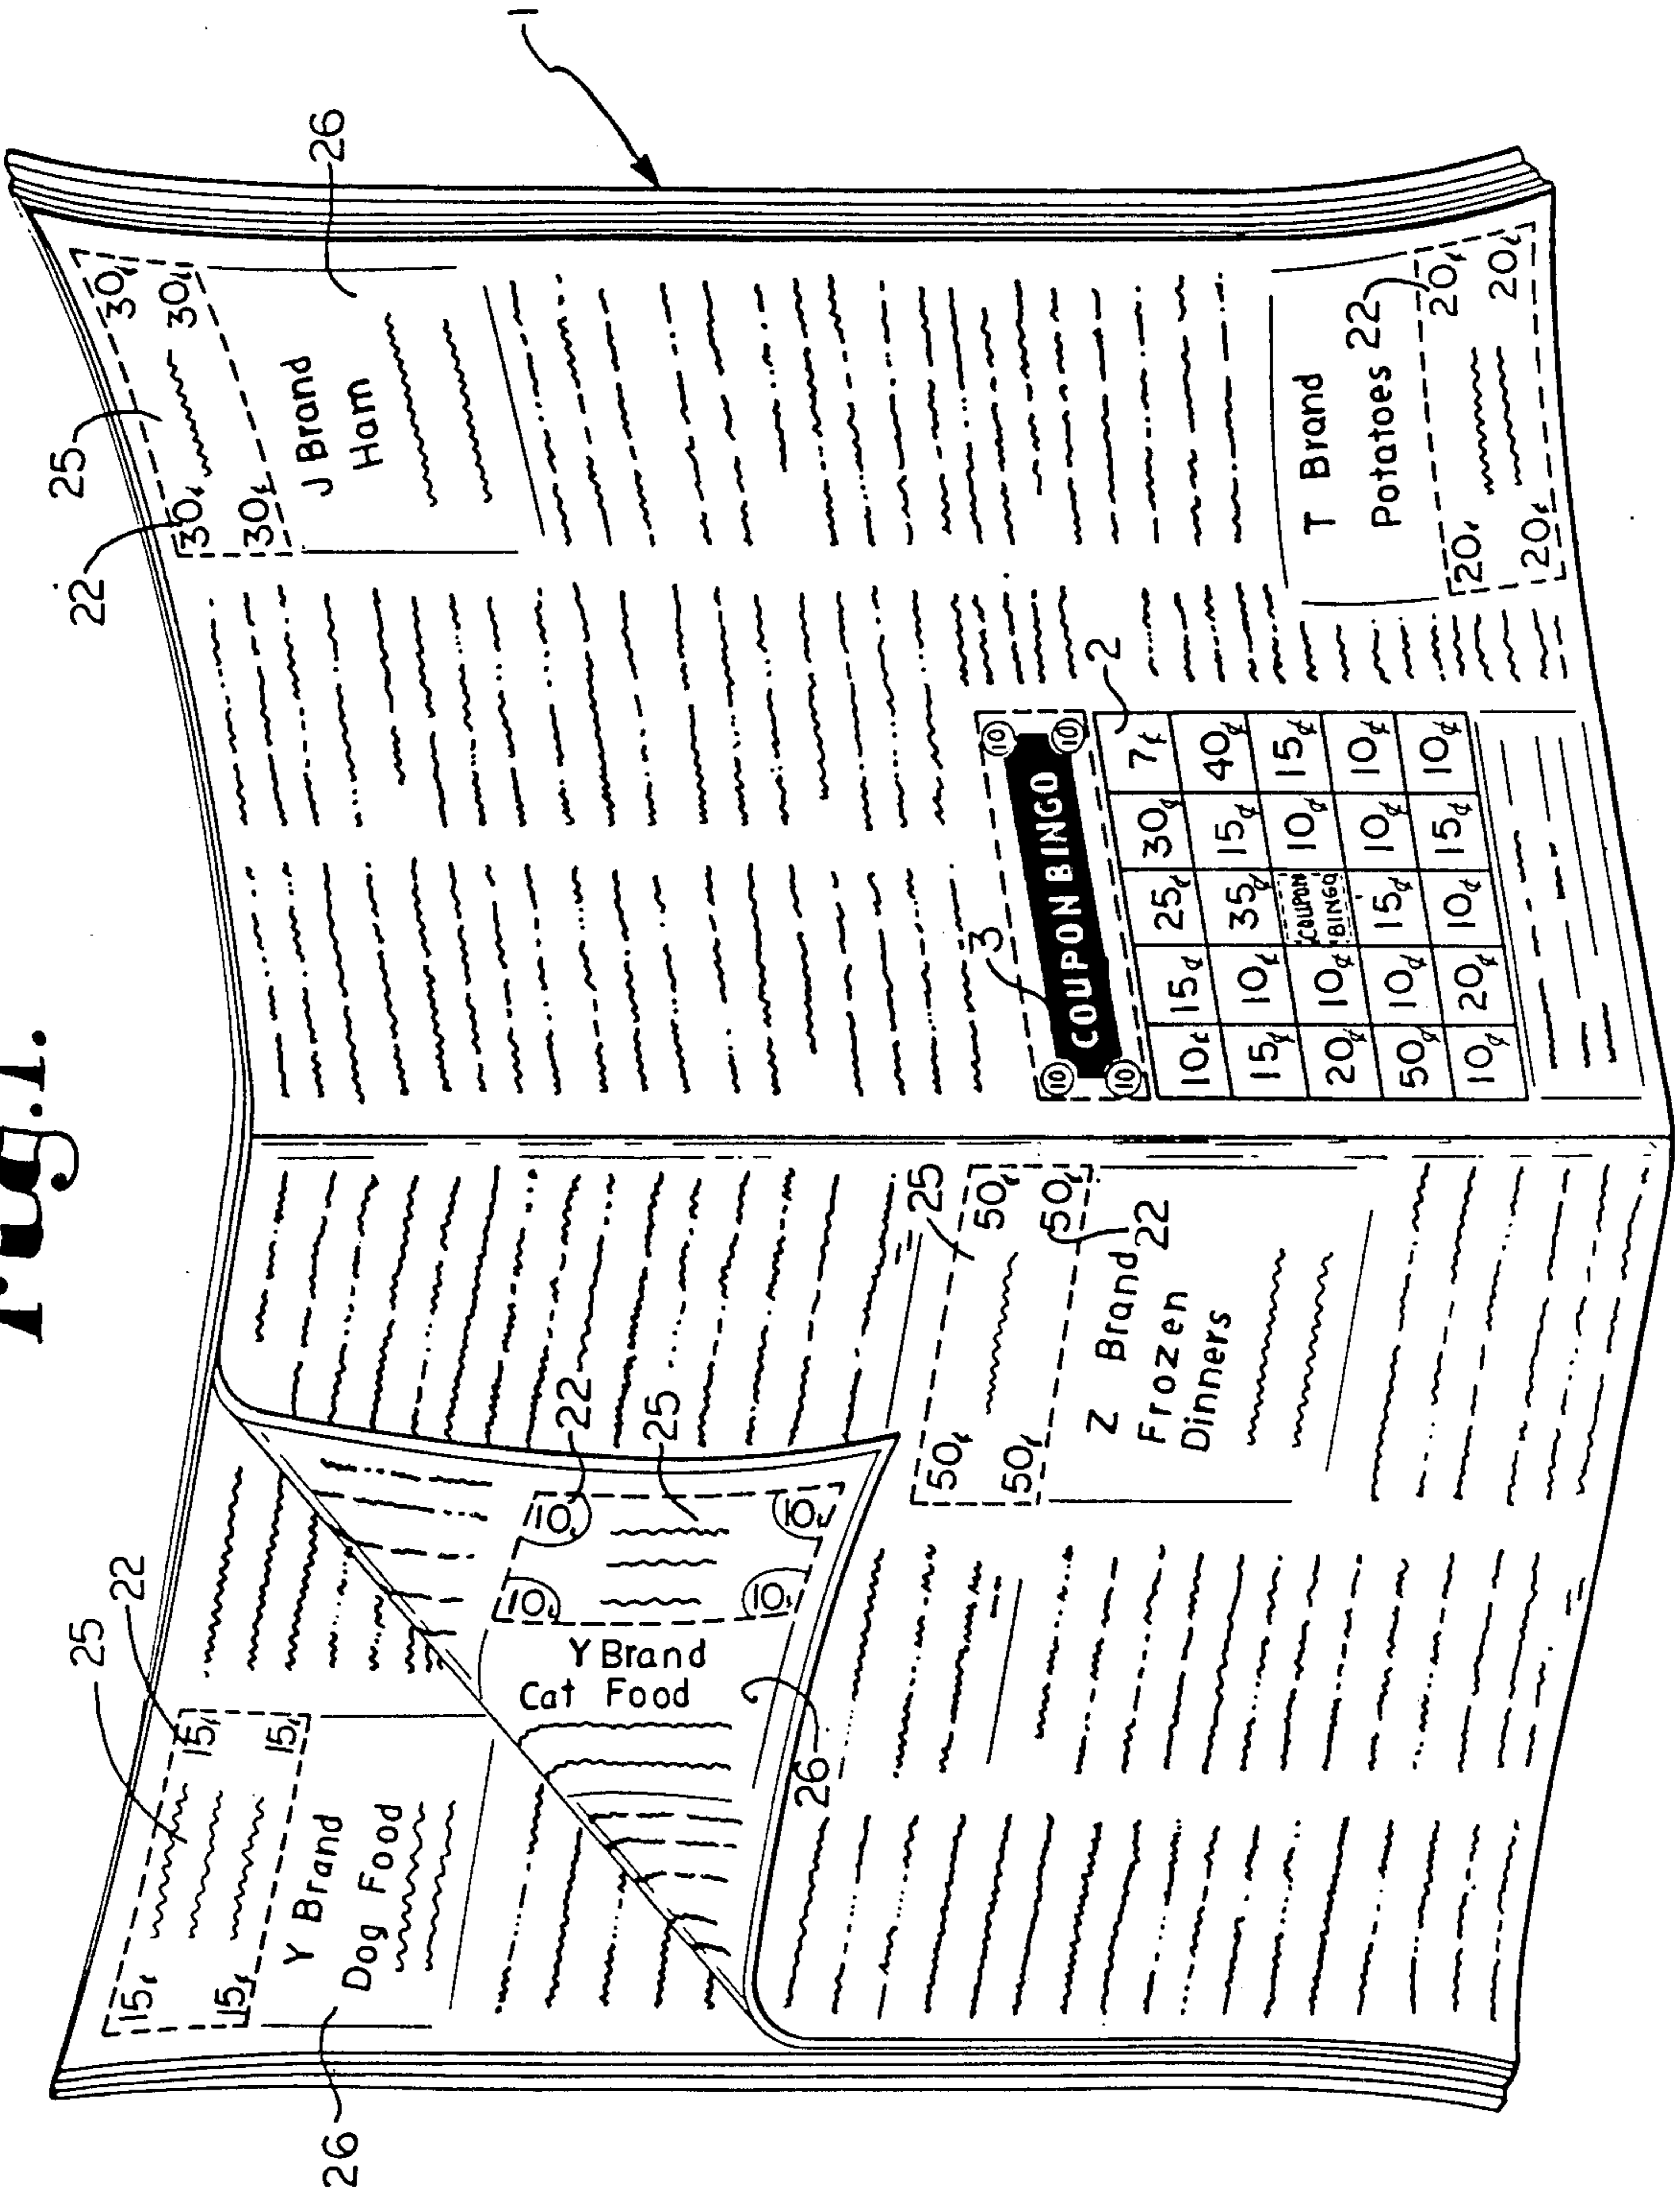 Fig.1.
25
22
15¢ 15¢
15¢ 15¢
Y Brand
Dog Food
26
10¢ 10¢
10¢ 10¢
22
25
Y Brand
Cat Food
26
25
50¢ 50¢
50¢ 50¢
22
Z Brand
Frozen
Dinners
22
25
30¢ 30¢
30¢ 30¢
J Brand
Ham
26
1
3
10 10
COUPON BINGO
10 10
2
10¢ 15¢ 25¢ 30¢ 7¢
15¢ 10¢ 35¢ 15¢ 40¢
20¢ 10¢ COUPON BINGO 10¢ 15¢
50¢ 10¢ 15¢ 10¢ 10¢
10¢ 20¢ 10¢ 15¢ 10¢
T Brand
Potatoes
22
20¢ 20¢
20¢ 20¢